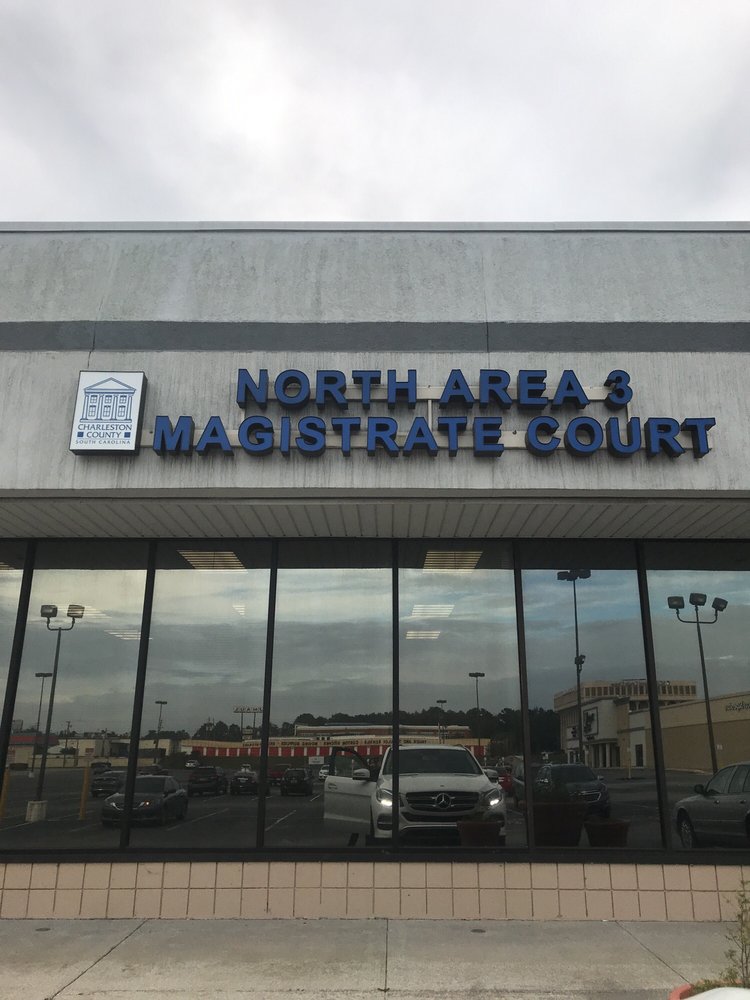 NORTH AREA 3
MAGISTRATE COURT
CHARLESTON
COUNTY
SOUTH CAROLINA